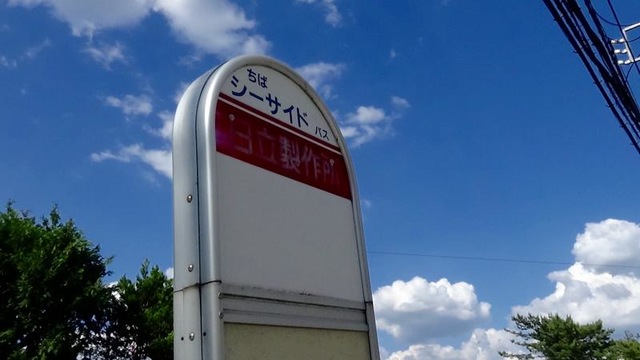 ちば
シーサイド バス
日立製作所